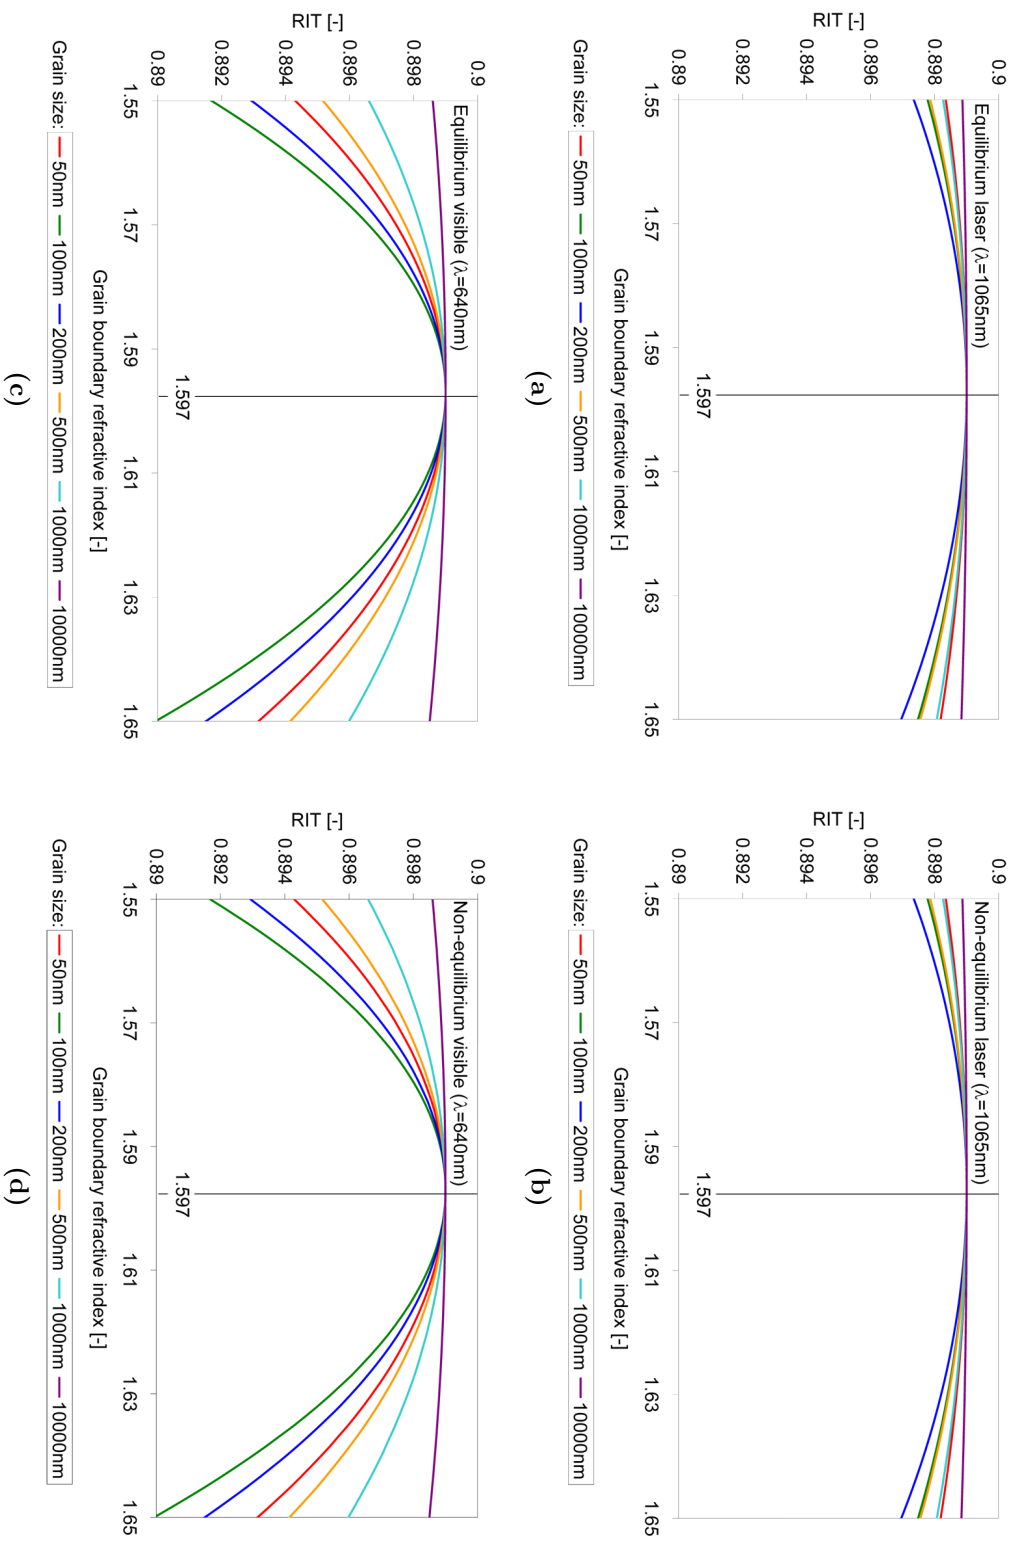 Equilibrium laser (λ=1065nm)
0.9
0.898
0.896
0.894
0.892
0.89
RIT [-]
1.55
1.57
1.59
1.61
1.63
1.65
1.597
Grain boundary refractive index [-]
Grain size: 50nm 100nm 200nm 500nm 1000nm 10000nm
(a)
Non-equilibrium laser (λ=1065nm)
0.9
0.898
0.896
0.894
0.892
0.89
RIT [-]
1.55
1.57
1.59
1.61
1.63
1.65
1.597
Grain boundary refractive index [-]
Grain size: 50nm 100nm 200nm 500nm 1000nm 10000nm
(b)
Equilibrium visible (λ=640nm)
0.9
0.898
0.896
0.894
0.892
0.89
RIT [-]
1.55
1.57
1.59
1.61
1.63
1.65
1.597
Grain boundary refractive index [-]
Grain size: 50nm 100nm 200nm 500nm 1000nm 10000nm
(c)
Non-equilibrium visible (λ=640nm)
0.9
0.898
0.896
0.894
0.892
0.89
RIT [-]
1.55
1.57
1.59
1.61
1.63
1.65
1.597
Grain boundary refractive index [-]
Grain size: 50nm 100nm 200nm 500nm 1000nm 10000nm
(d)